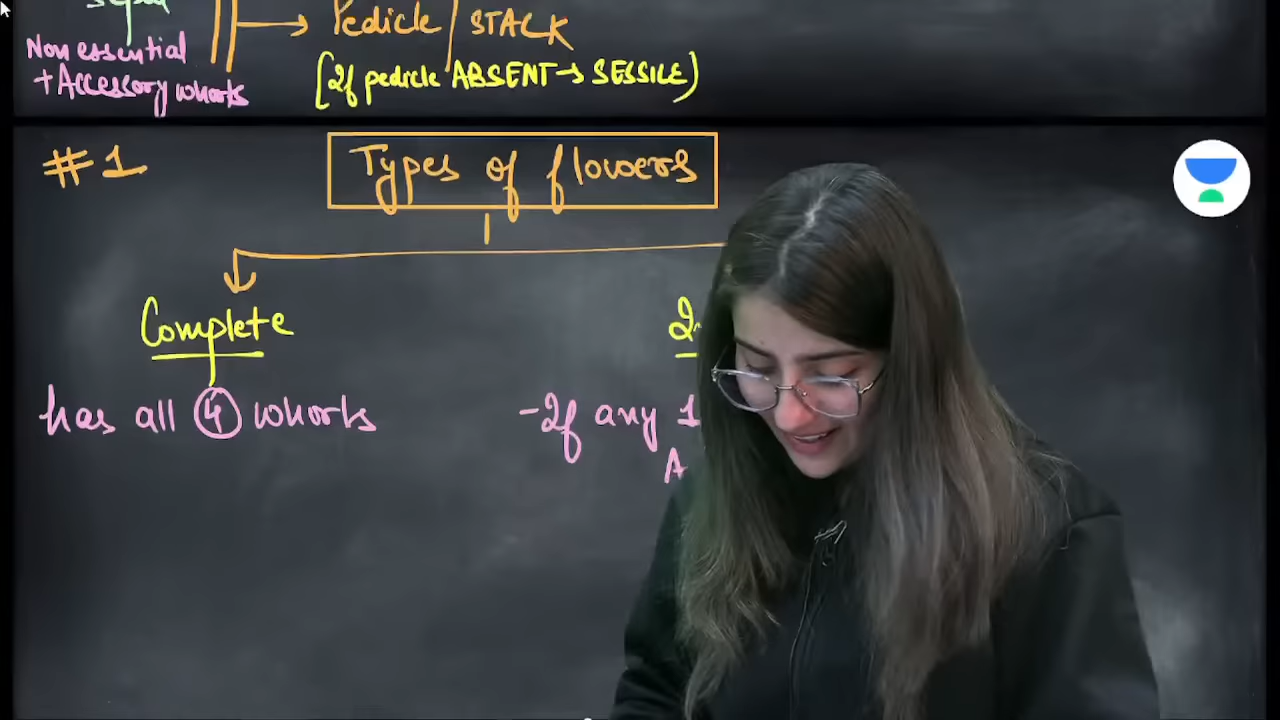 Pedicle / STACK
Non essential
+ Accessory whorls
[If pedicle ABSENT → SESSILE)
#1
Types of flowers
Complete
has all 4 whorls
-If any 1
A